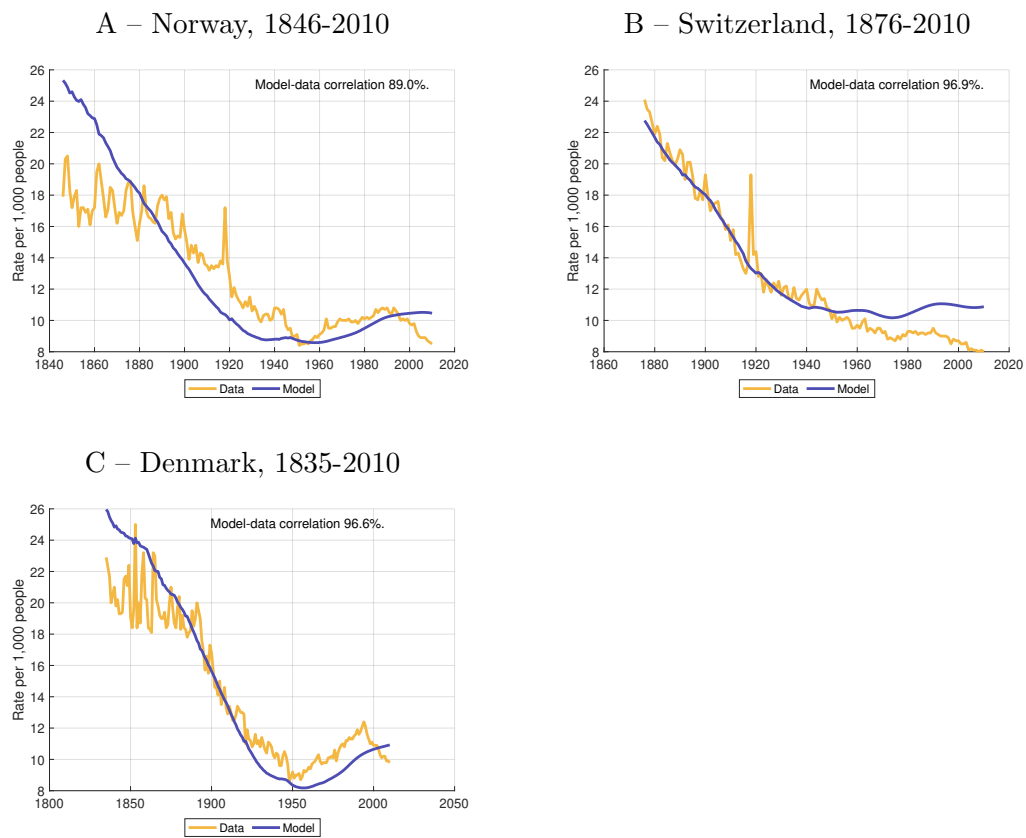 A – Norway, 1846-2010
Model-data correlation 89.0%.
Rate per 1,000 people
26
24
22
20
18
16
14
12
10
8
1840 1860 1880 1900 1920 1940 1960 1980 2000 2020
Data Model
B – Switzerland, 1876-2010
Model-data correlation 96.9%.
Rate per 1,000 people
26
24
22
20
18
16
14
12
10
8
1860 1880 1900 1920 1940 1960 1980 2000 2020
Data Model
C – Denmark, 1835-2010
Model-data correlation 96.6%.
Rate per 1,000 people
26
24
22
20
18
16
14
12
10
8
1800 1850 1900 1950 2000 2050
Data Model